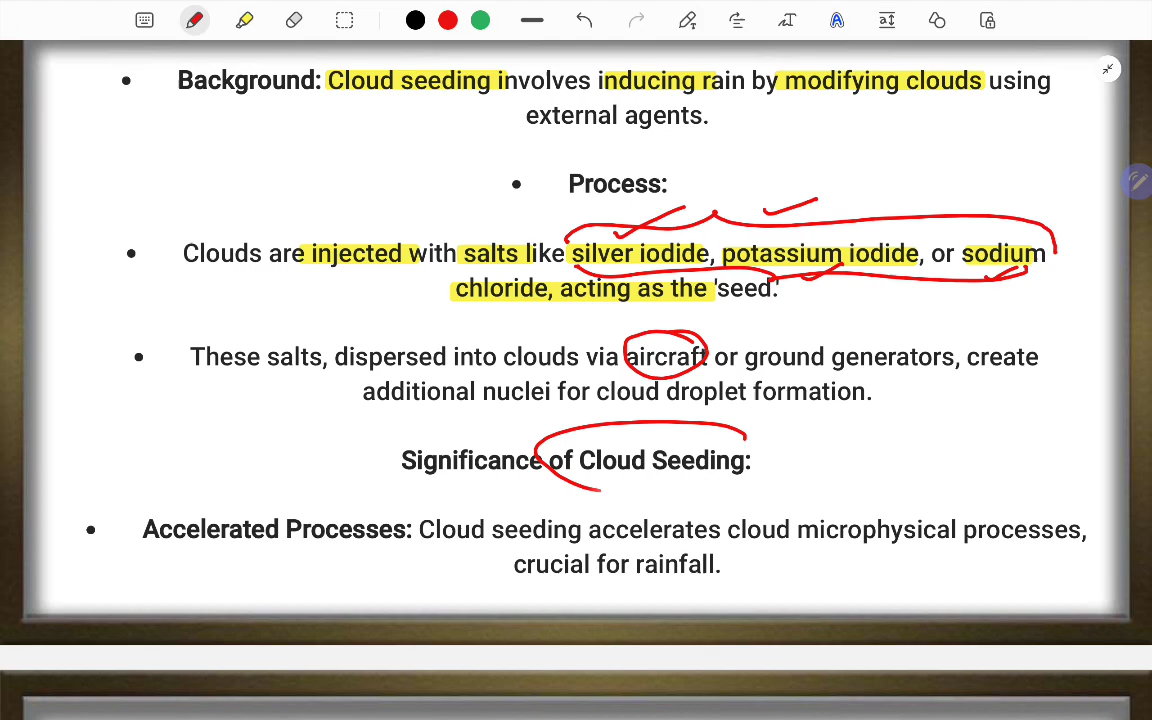 • Background: Cloud seeding involves inducing rain by modifying clouds using
external agents.
• Process:
• Clouds are injected with salts like silver iodide, potassium iodide, or sodium
chloride, acting as the 'seed.'
• These salts, dispersed into clouds via aircraft or ground generators, create
additional nuclei for cloud droplet formation.
Significance of Cloud Seeding:
• Accelerated Processes: Cloud seeding accelerates cloud microphysical processes,
crucial for rainfall.